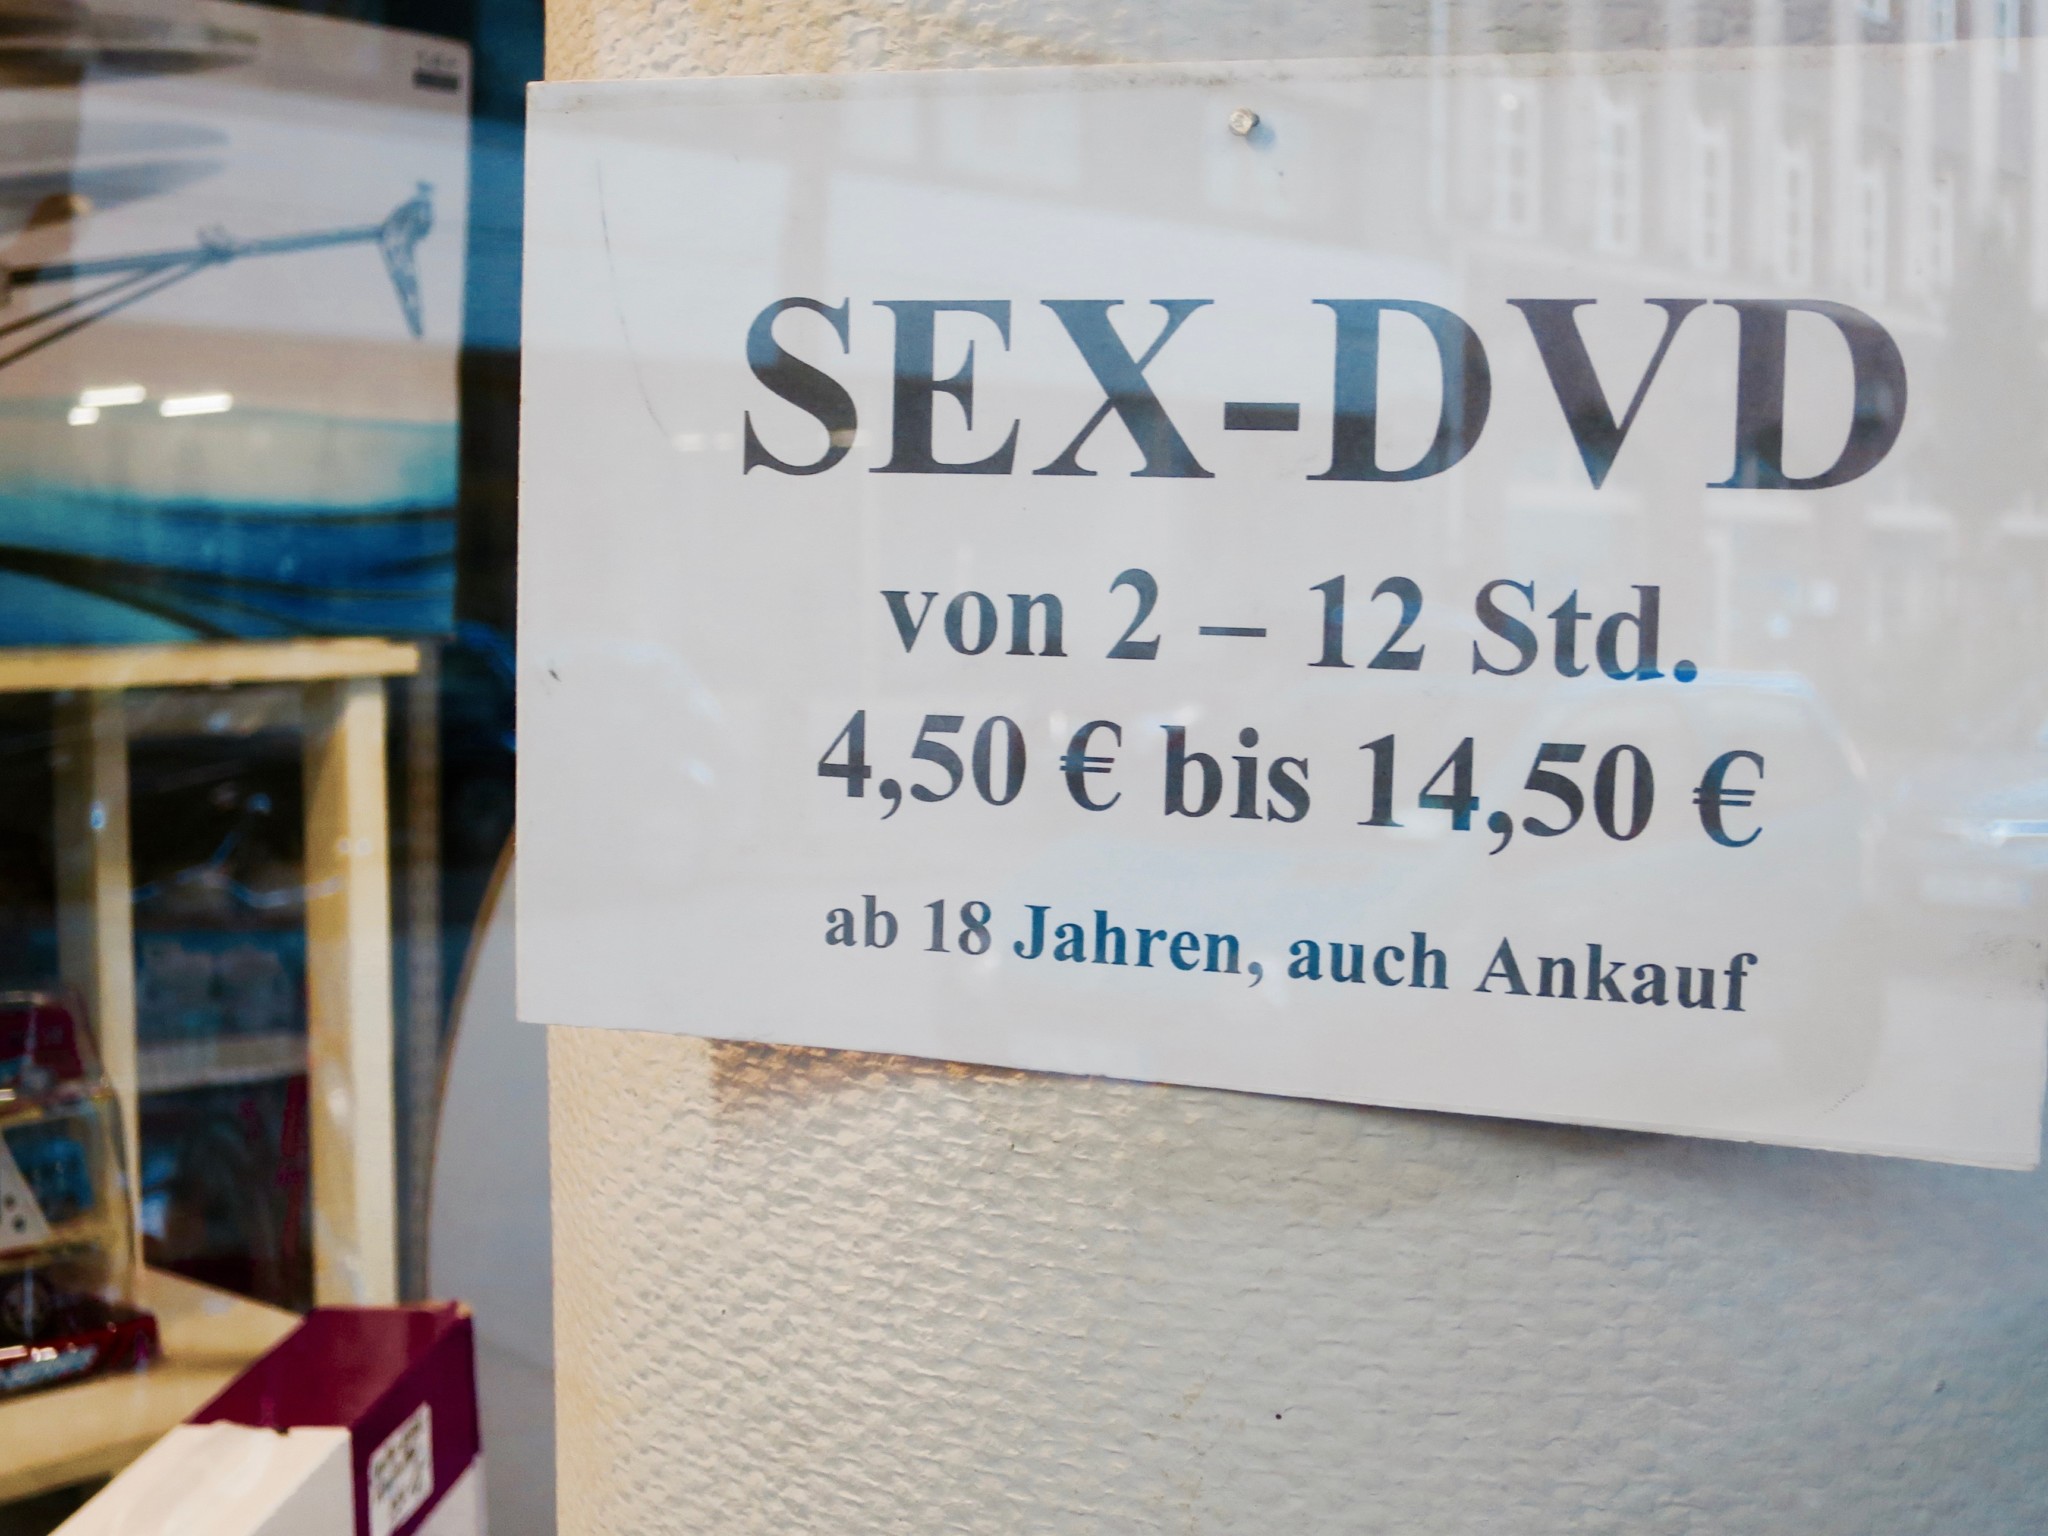 SEX-DVD
von 2 – 12 Std.
4,50 € bis 14,50 €
ab 18 Jahren, auch Ankauf